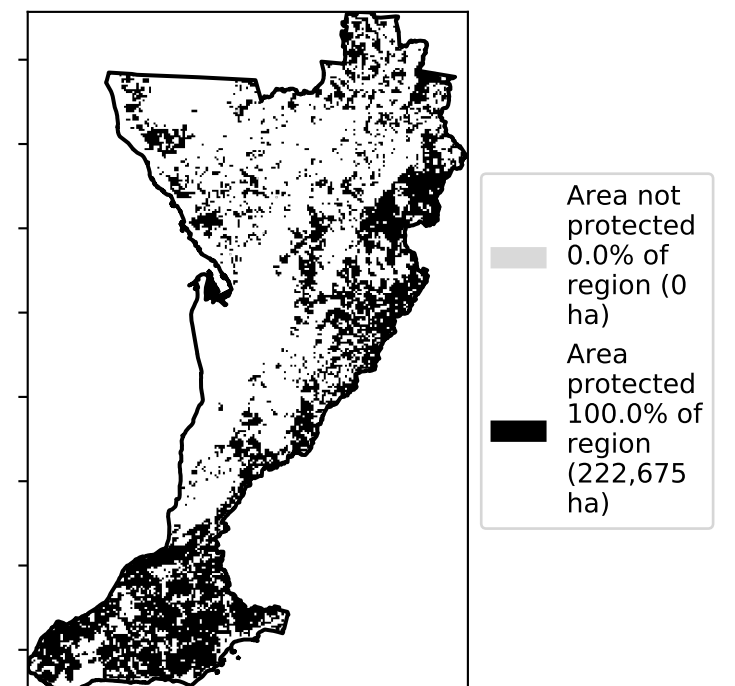 Area not
protected
0.0% of
region (0
ha)
Area
protected
100.0% of
region
(222,675
ha)